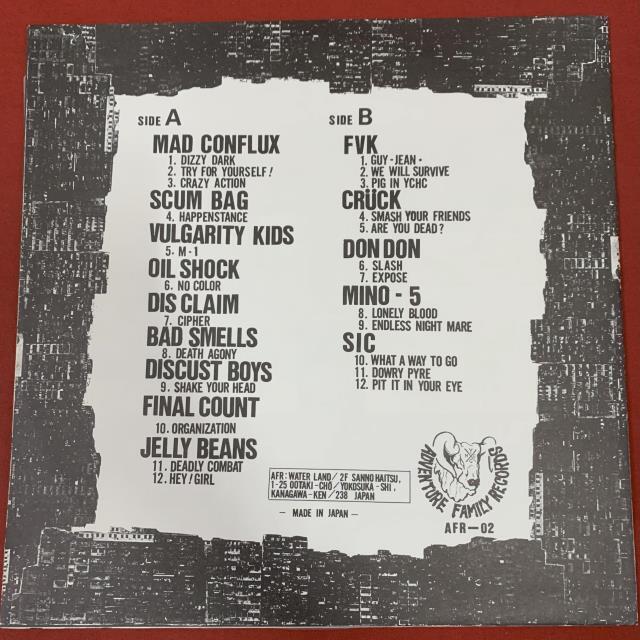 SIDE A
MAD CONFLUX
1. DIZZY DARK
2. TRY FOR YOURSELF!
3. CRAZY ACTION
SCUM BAG
4. HAPPENSTANCE
VULGARITY KIDS
5. M-1
OIL SHOCK
6. NO COLOR
DIS CLAIM
7. CIPHER
BAD SMELLS
8. DEATH AGONY
DISCUST BOYS
9. SHAKE YOUR HEAD
FINAL COUNT
10. ORGANIZATION
JELLY BEANS
11. DEADLY COMBAT
12. HEY! GIRL
SIDE B
FVK
1. GUY-JEAN-
2. WE WILL SURVIVE
3. PIG IN YCHC
CRÜCK
4. SMASH YOUR FRIENDS
5. ARE YOU DEAD?
DON DON
6. SLASH
7. EXPOSE
MINO-5
8. LONELY BLOOD
9. ENDLESS NIGHT MARE
SIC
10. WHAT A WAY TO GO
11. DOWRY PYRE
12. PIT IT IN YOUR EYE
AFR: WATER LAND/2F SANNO HAITSU,
1-25 OOTAKI-CHO/YOKOSUKA-SHI,
KANAGAWA-KEN/238 JAPAN
- MADE IN JAPAN -
ADVENTURE FAMILY RECORDS
AFR-02